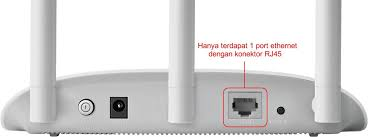 Hanya terdapat 1 port ethernet
dengan konektor RJ45